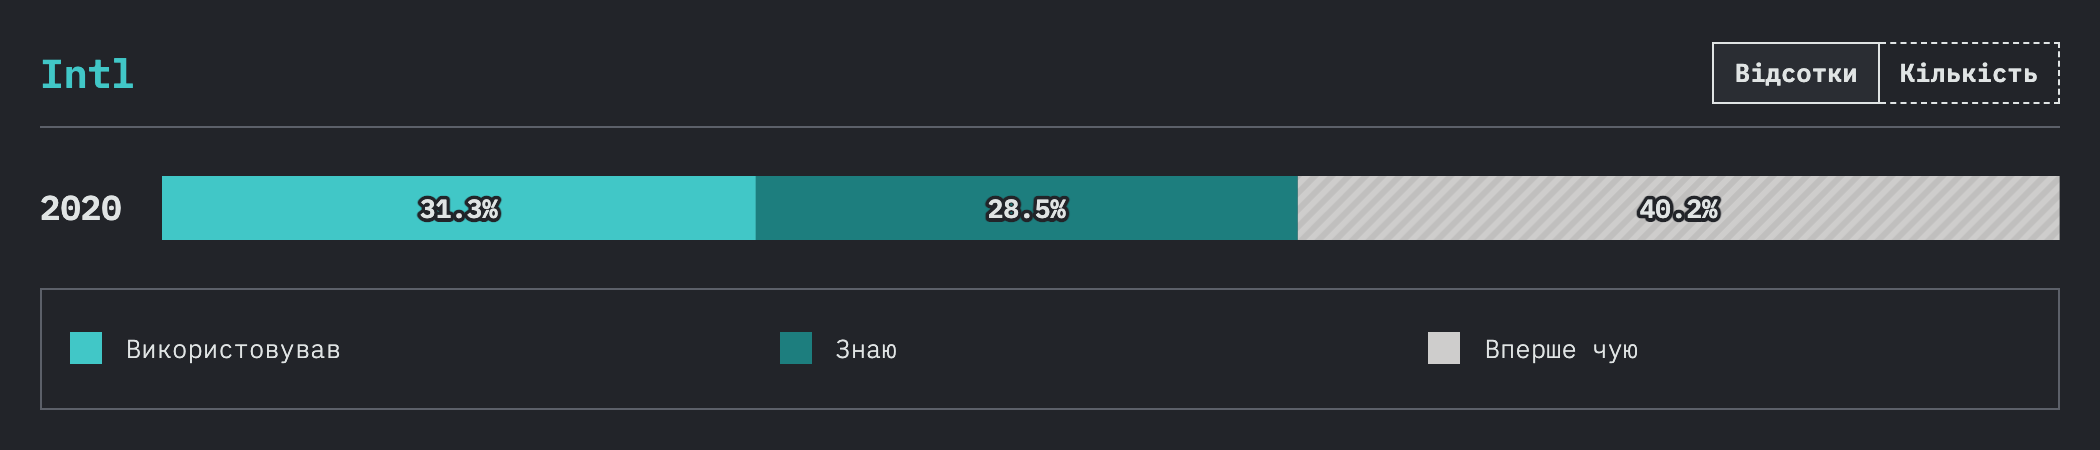 Intl
Відсотки Кількість
2020 31.3% 28.5% 40.2%
Використовував Знаю Вперше чую